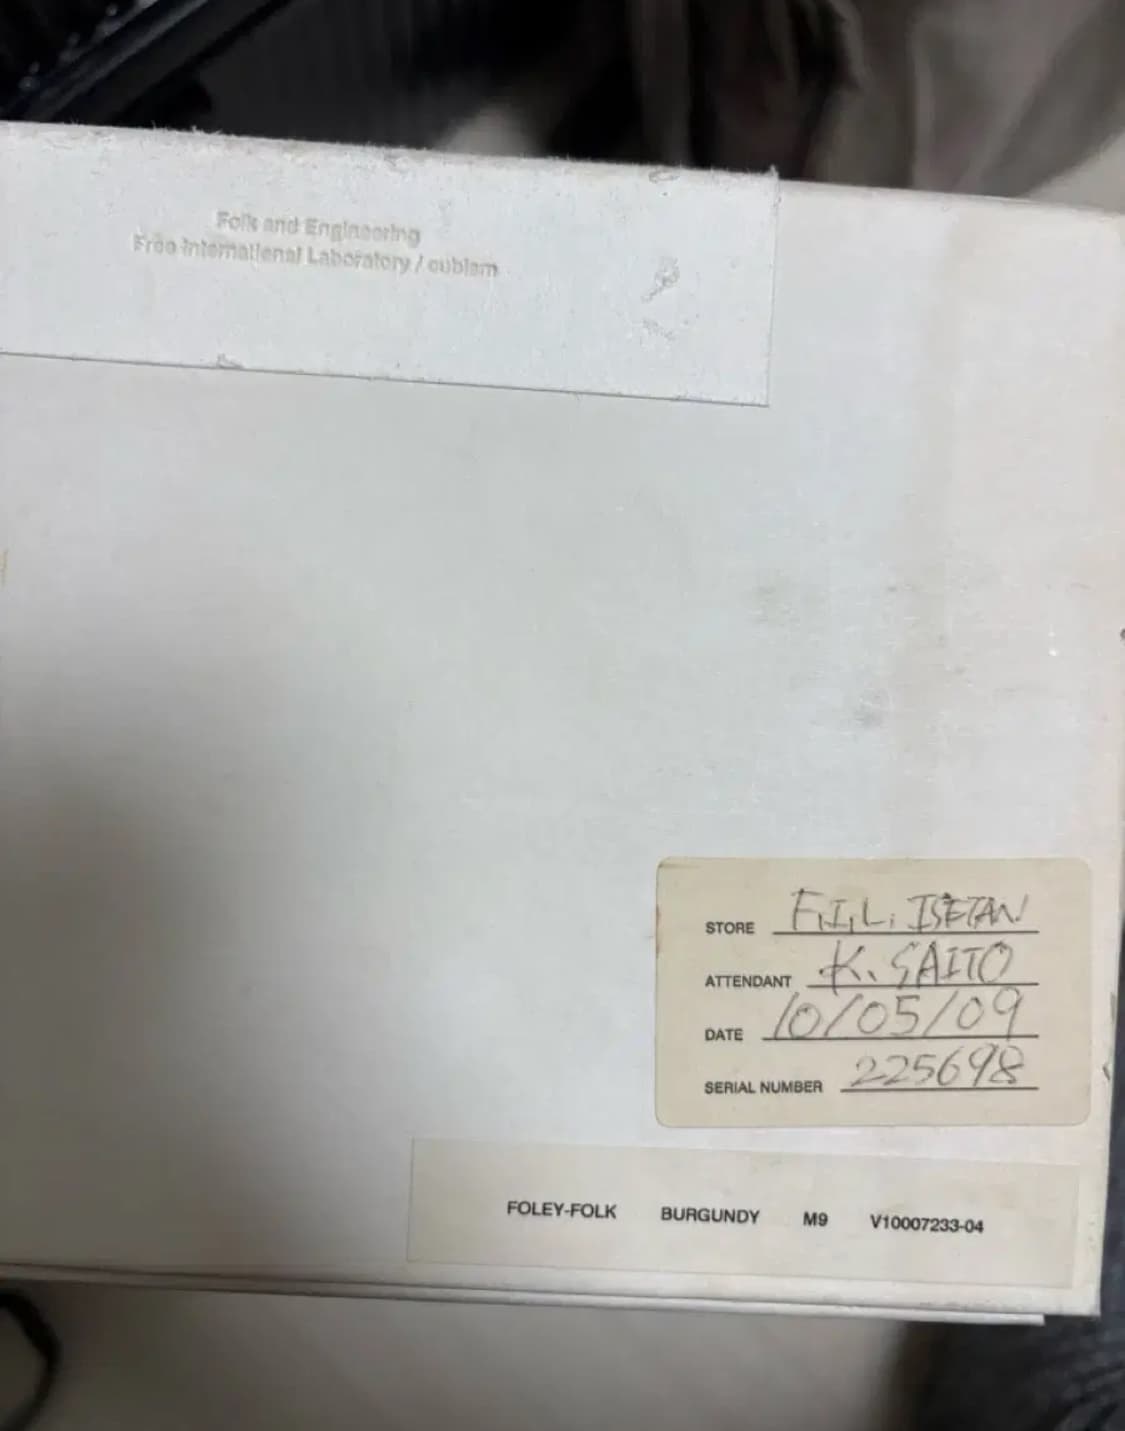 Folk and Engineering
Free International Laboratory / cubism
STORE F.I.L. ISETAN
ATTENDANT K. SAITO
DATE 10/05/09
SERIAL NUMBER 225698
FOLEY-FOLK BURGUNDY M9 V10007233-04